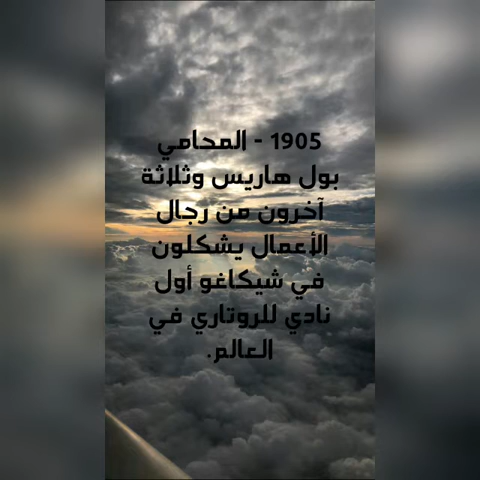 1905 - المحامي
بول هاريس وثلاثة
آخرون من رجال
الأعمال يشكلون
في شيكاغو أول
نادي للروتاري في
العالم.